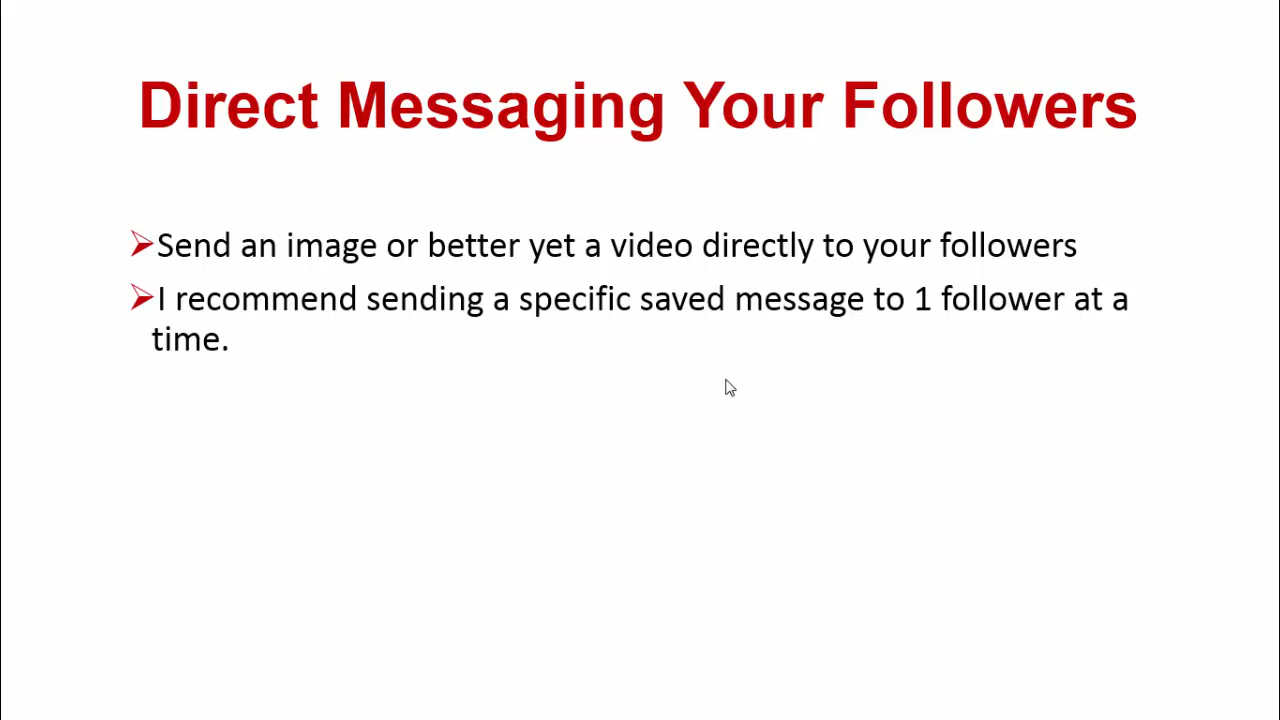 Direct Messaging Your Followers
➢Send an image or better yet a video directly to your followers
➢I recommend sending a specific saved message to 1 follower at a
time.